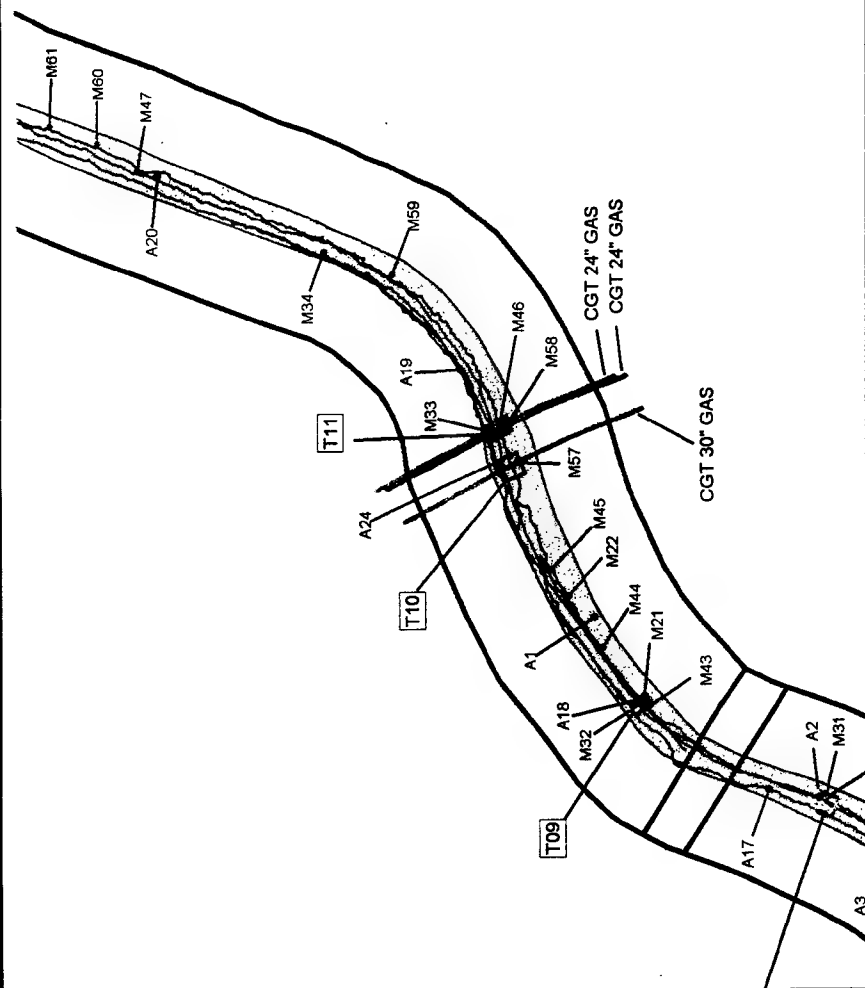 M61
M60
M47
A20
M34
M59
A19
CGT 24" GAS
CGT 24" GAS
M46
M58
M33
T11
A24
M57
CGT 30" GAS
T10
M45
M22
M44
A1
M21
M43
A18
M32
T09
A2
M31
A17
A3